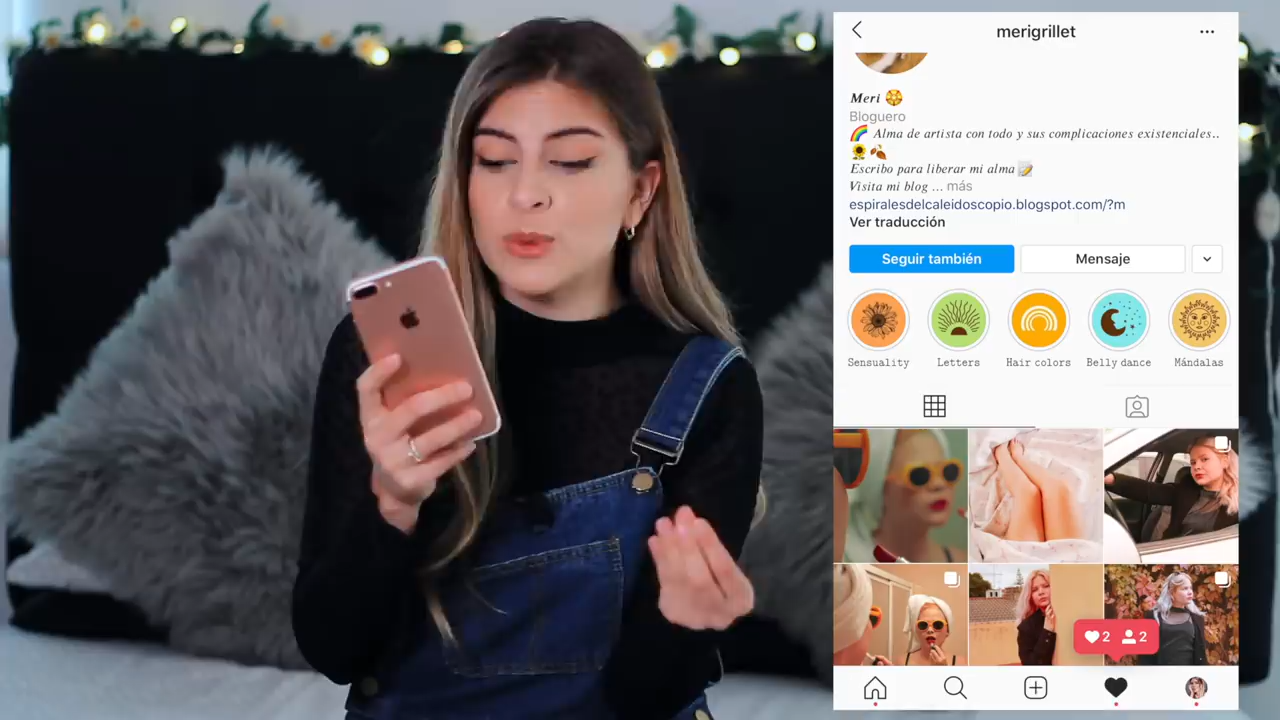 merigrillet
Meri
Bloguero
Alma de artista con todo y sus complicaciones existenciales..
Escribo para liberar mi alma
Visita mi blog ... más
espiralesdelcaleidoscopio.blogspot.com/?m
Ver traducción
Seguir también
Mensaje
Sensuality
Letters
Hair colors
Belly dance
Mándalas
2 2